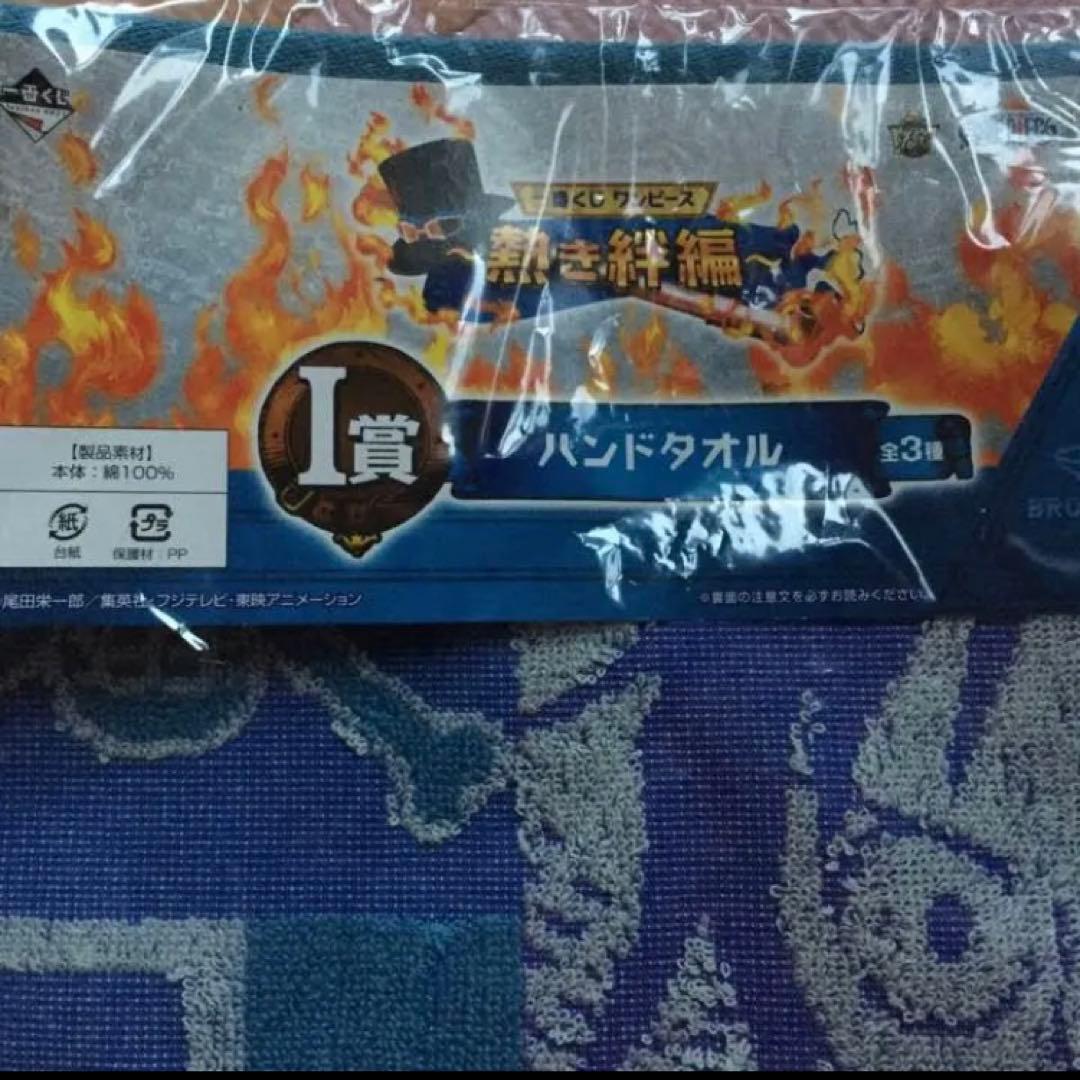 一番くじ
一番くじ ワンピース
熱き絆編
I賞
ハンドタオル
全3種
【製品素材】
本体：綿100%
紙
台紙
プラ
保護材：PP
尾田栄一郎／集英社・フジテレビ・東映アニメーション
※裏面の注意文を必ずお読みください。